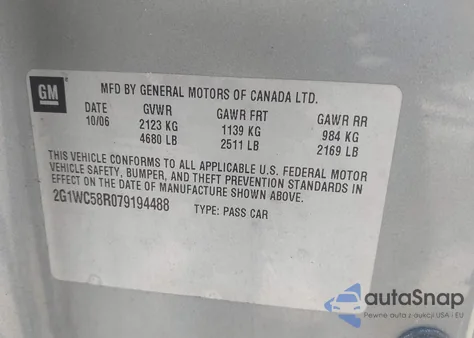 GM
MFD BY GENERAL MOTORS OF CANADA LTD.
DATE GVWR GAWR FRT GAWR RR
10/06 2123 KG 1139 KG 984 KG
4680 LB 2511 LB 2169 LB
THIS VEHICLE CONFORMS TO ALL APPLICABLE U.S. FEDERAL MOTOR
VEHICLE SAFETY, BUMPER, AND THEFT PREVENTION STANDARDS IN
EFFECT ON THE DATE OF MANUFACTURE SHOWN ABOVE.
2G1WC58R079194488 TYPE: PASS CAR
autoSnap
Pewne auta z aukcji USA i EU